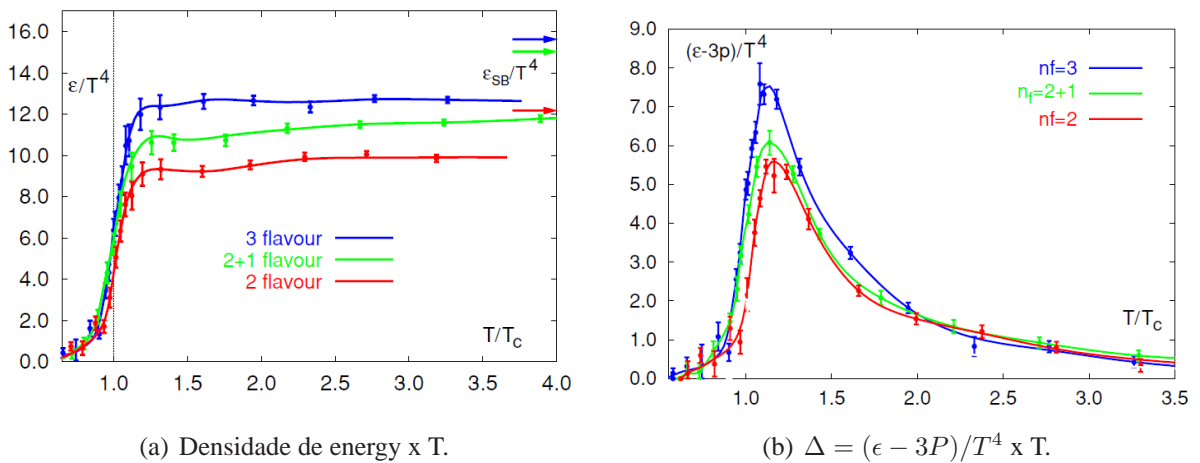 16.0
14.0
12.0
10.0
8.0
6.0
4.0
2.0
0.0
ε/T⁴
ε_SB/T⁴
3 flavour
2+1 flavour
2 flavour
T/T_C
1.0 1.5 2.0 2.5 3.0 3.5 4.0
(a) Densidade de energy x T.
9.0
8.0
7.0
6.0
5.0
4.0
3.0
2.0
1.0
0.0
(ε-3p)/T⁴
nf=3
n_f=2+1
nf=2
T/T_C
1.0 1.5 2.0 2.5 3.0 3.5
(b) Δ = (ϵ − 3P)/T⁴ x T.